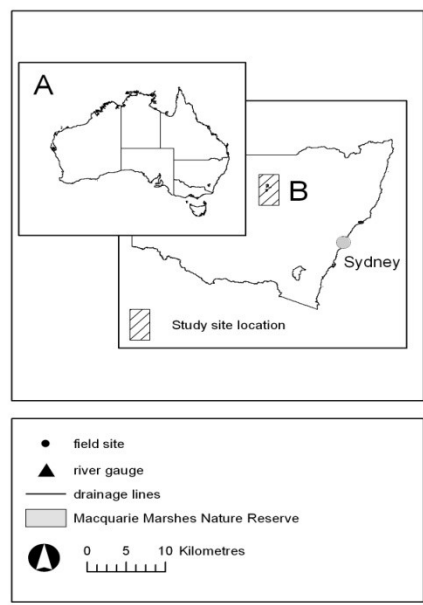 A
B
Sydney
Study site location
field site
river gauge
drainage lines
Macquarie Marshes Nature Reserve
0 5 10 Kilometres